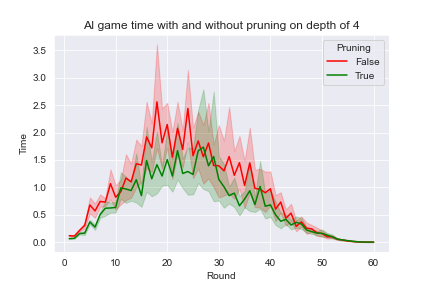 AI game time with and without pruning on depth of 4
Pruning
False
True
Time
3.5
3.0
2.5
2.0
1.5
1.0
0.5
0.0
0 10 20 30 40 50 60
Round